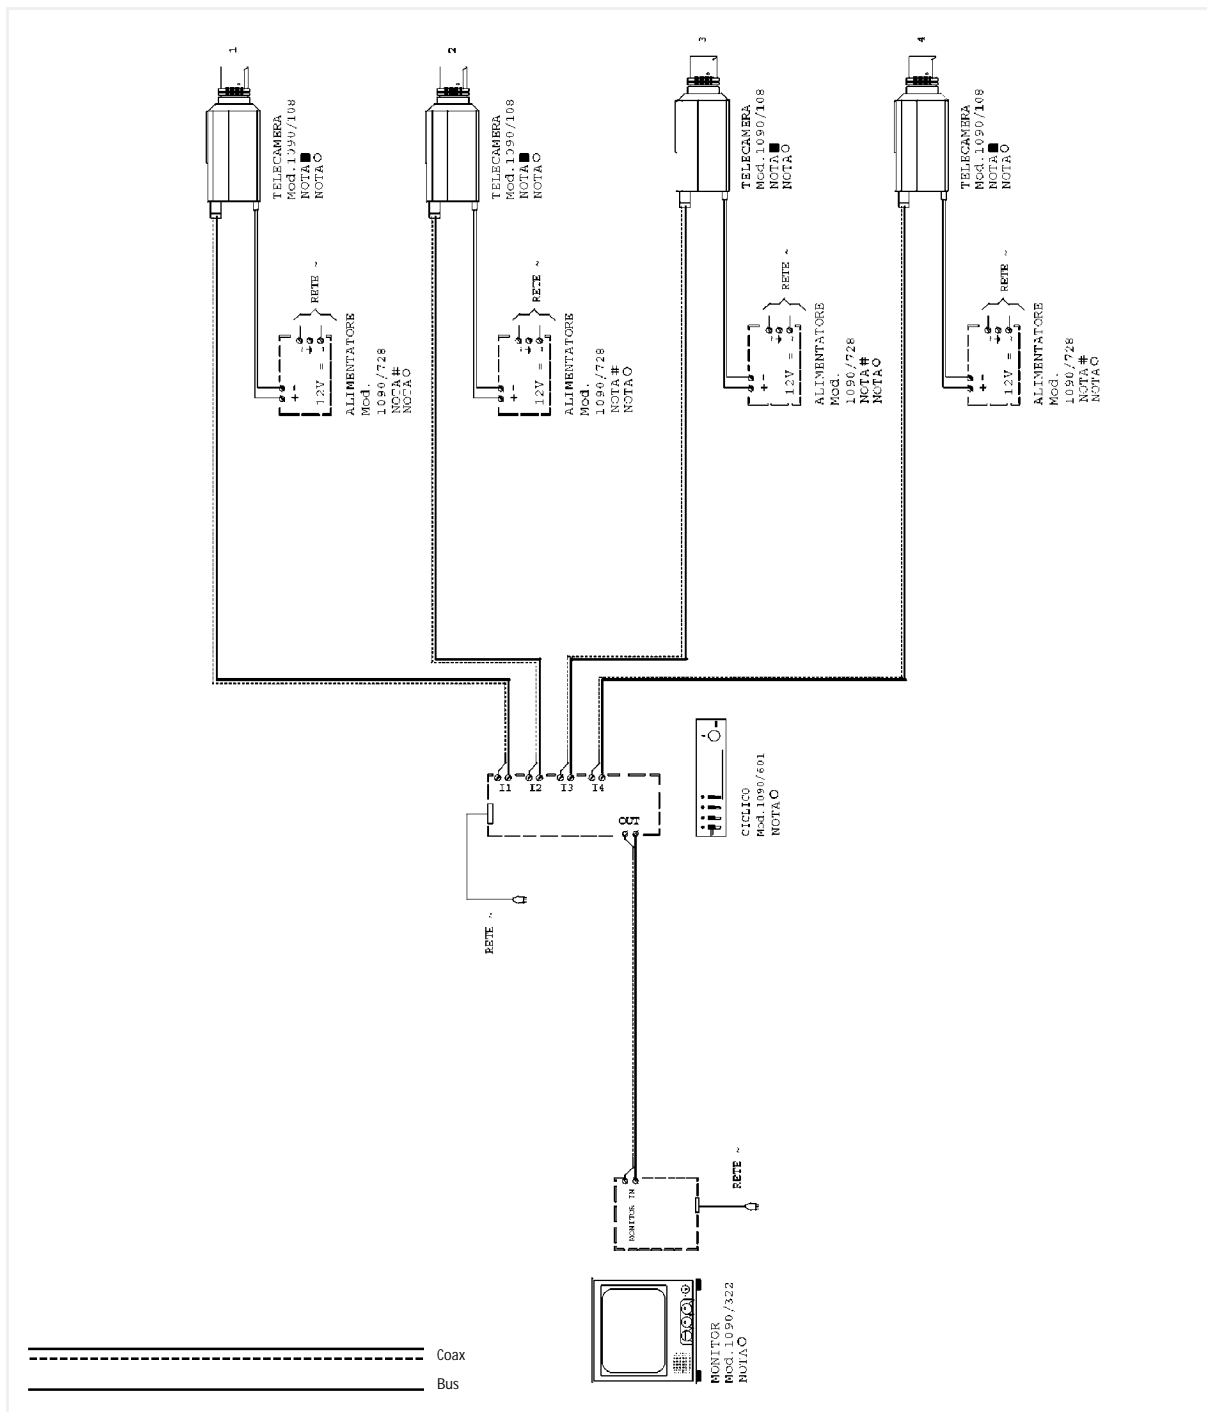 1
2
3
4
TELECAMERA
Mod.1090/108
NOTA■
NOTA○
TELECAMERA
Mod.1090/108
NOTA■
NOTA○
TELECAMERA
Mod.1090/108
NOTA■
NOTA○
TELECAMERA
Mod.1090/108
NOTA■
NOTA○
RETE ~
RETE ~
RETE ~
RETE ~
~ ~
+ -
12V =
ALIMENTATORE
Mod.
1090/728
NOTA#
NOTA○
~ ~
+ -
12V =
ALIMENTATORE
Mod.
1090/728
NOTA#
NOTA○
~ ~
+ -
12V =
ALIMENTATORE
Mod.
1090/728
NOTA#
NOTA○
~ ~
+ -
12V =
ALIMENTATORE
Mod.
1090/728
NOTA#
NOTA○
I1 I2 I3 I4
OUT
CICLICO
Mod.1090/601
NOTA○
RETE ~
MONITOR IN
RETE ~
MONITOR
Mod.1090/322
NOTA○
Coax
Bus